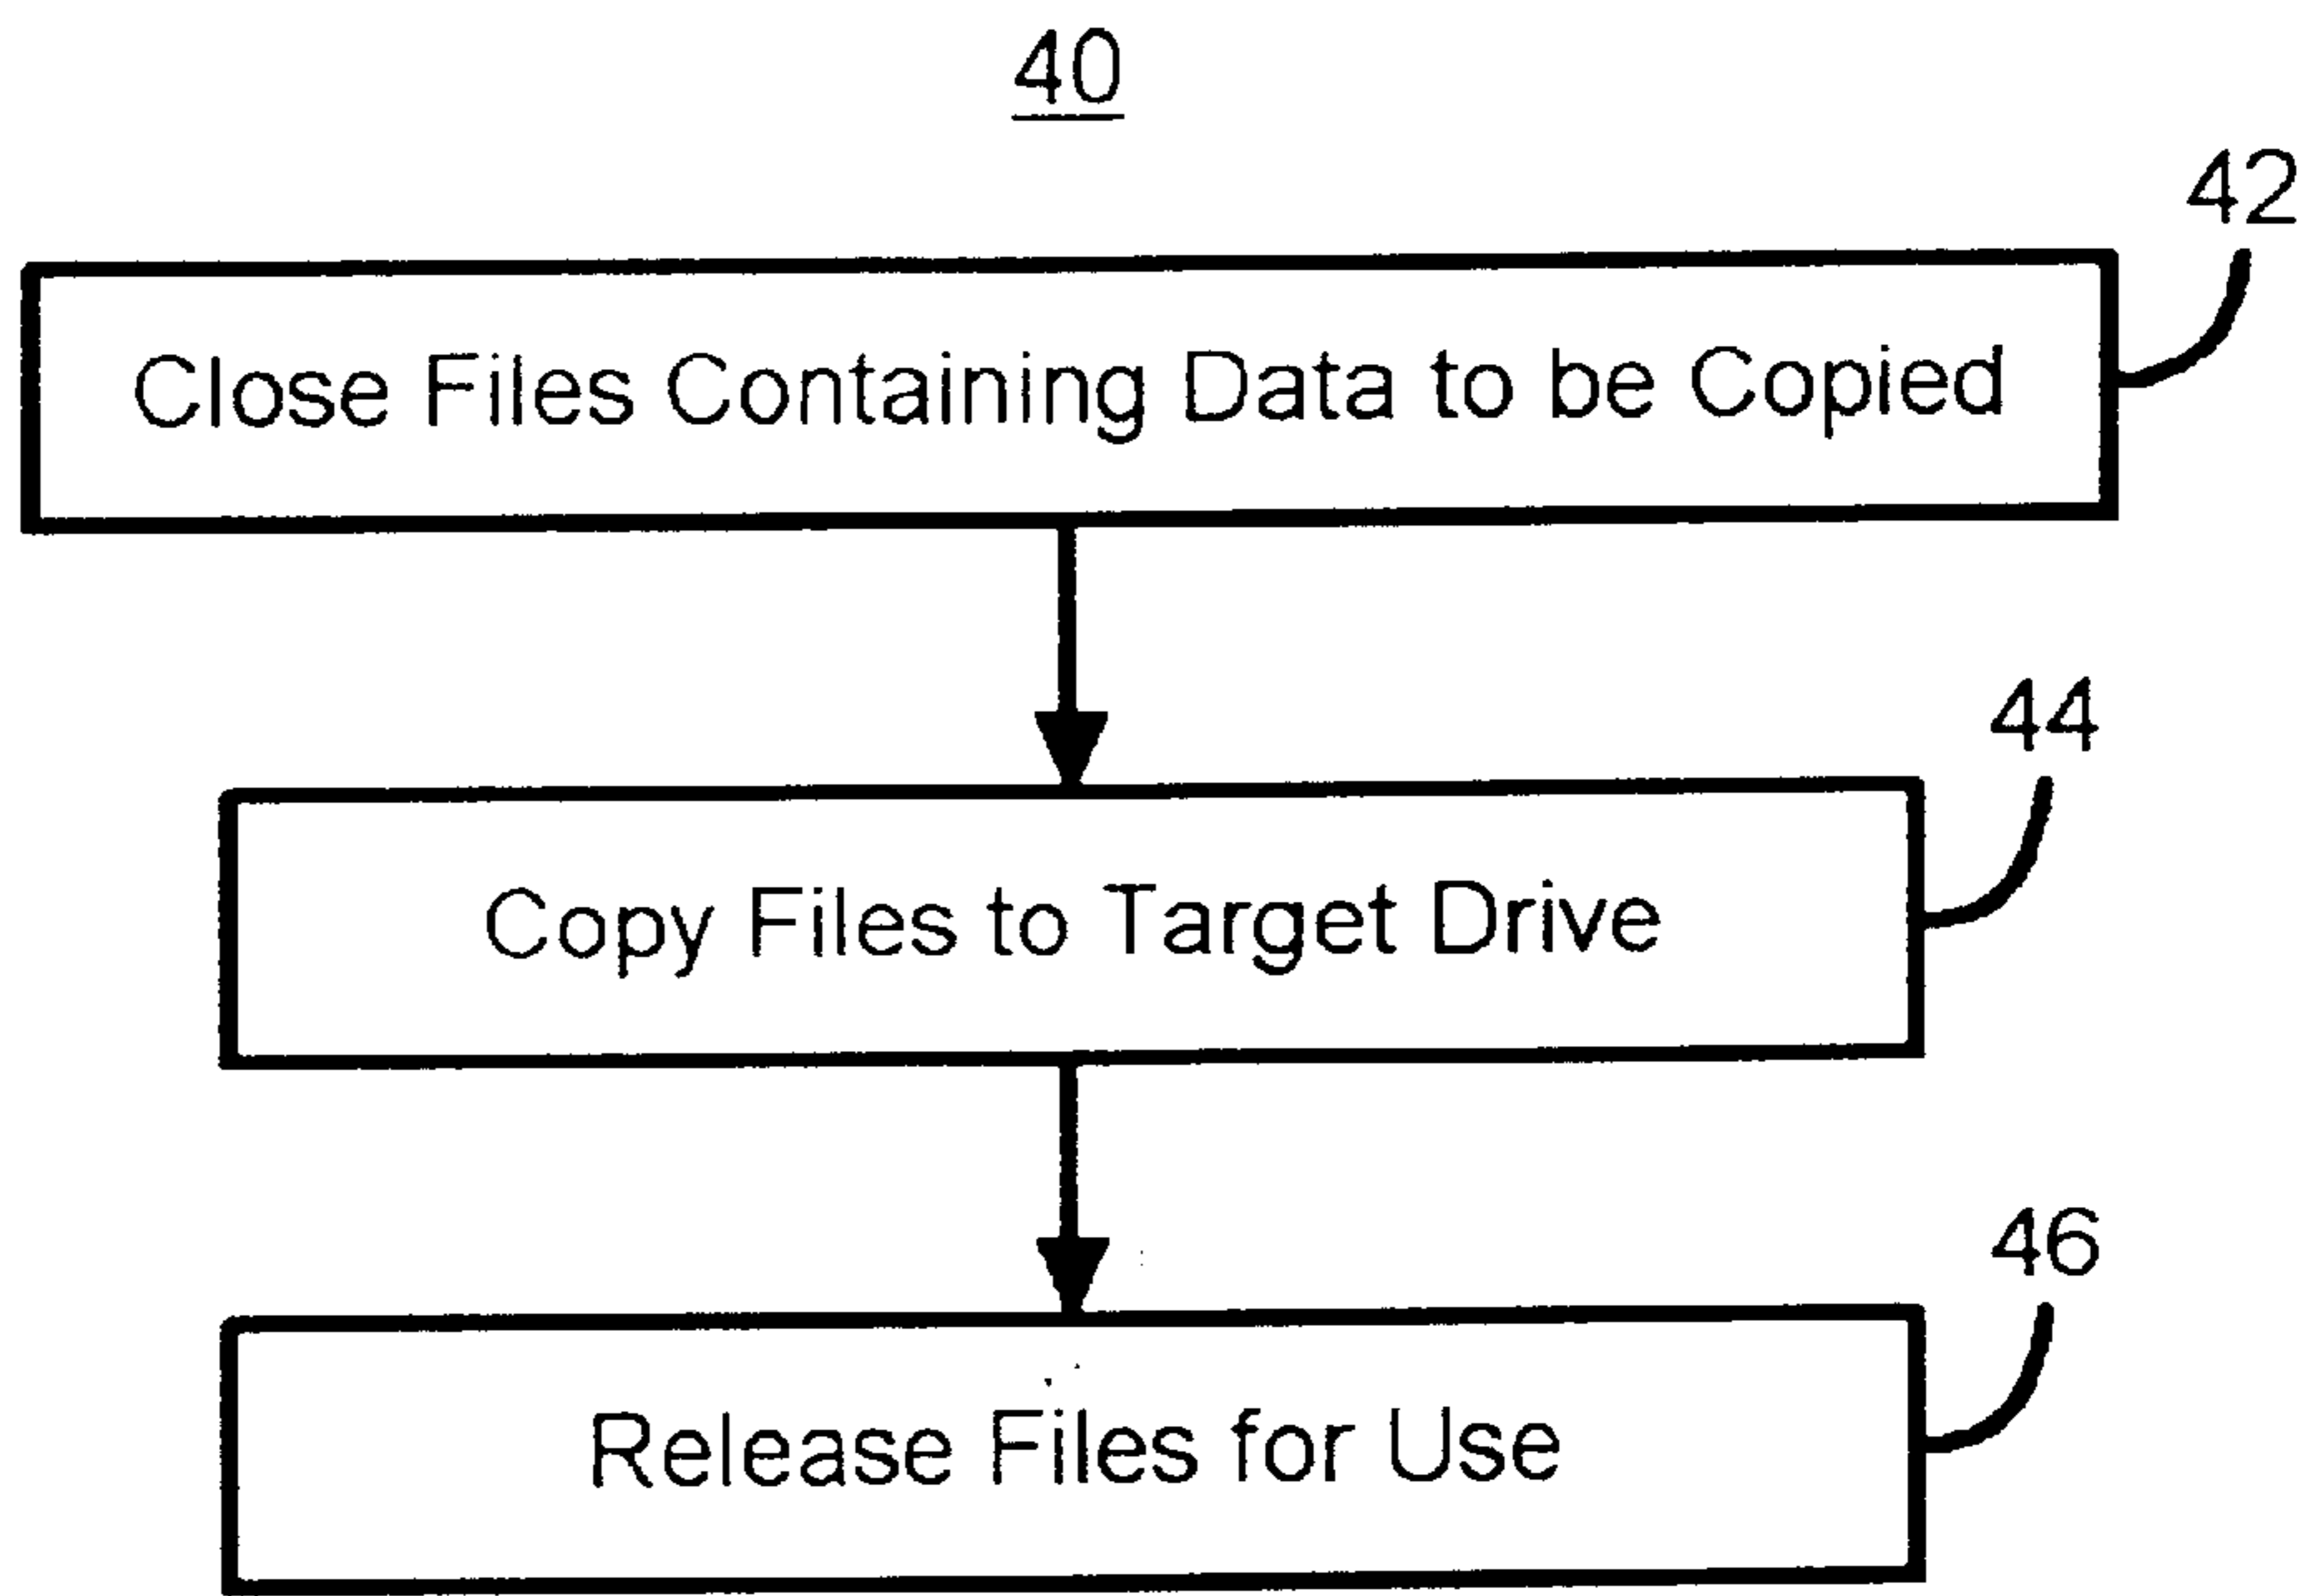 40
42
Close Files Containing Data to be Copied
44
Copy Files to Target Drive
46
Release Files for Use